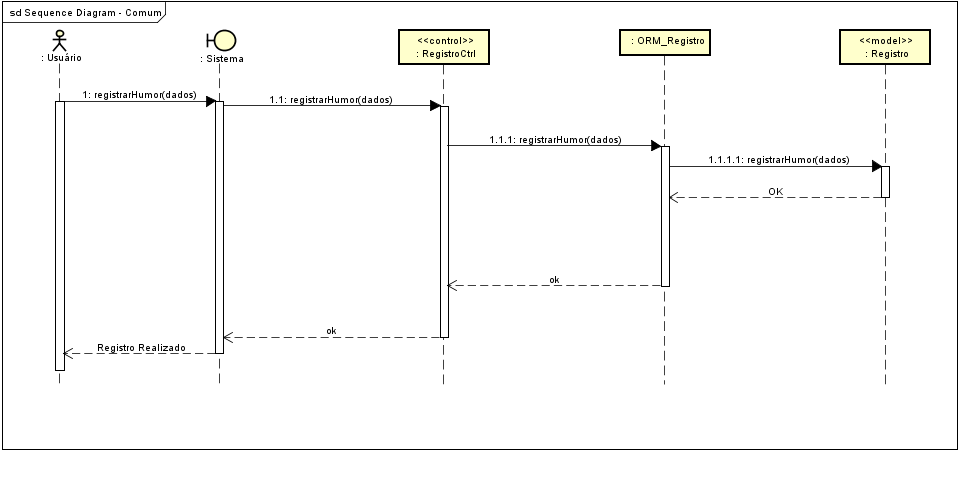 sd Sequence Diagram - Comum
: Usuário
: Sistema
<<control>>
: RegistroCtrl
: ORM_Registro
<<model>>
: Registro
1: registrarHumor(dados)
1.1: registrarHumor(dados)
1.1.1: registrarHumor(dados)
1.1.1.1: registrarHumor(dados)
OK
ok
ok
Registro Realizado